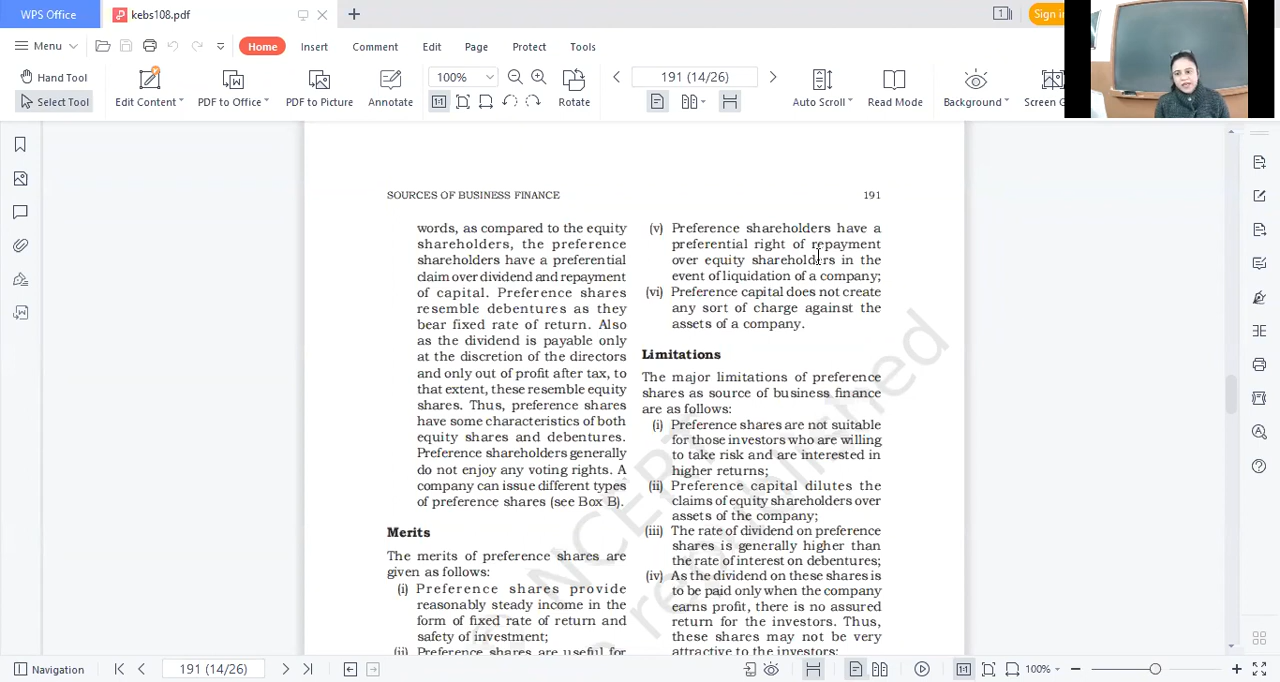 WPS Office
kebs108.pdf
1
Sign in
Menu
Home
Insert
Comment
Edit
Page
Protect
Tools
Hand Tool
Select Tool
Edit Content
PDF to Office
PDF to Picture
Annotate
100%
Rotate
191 (14/26)
Auto Scroll
Read Mode
Background
Screen G
SOURCES OF BUSINESS FINANCE
191
words, as compared to the equity
shareholders, the preference
shareholders have a preferential
claim over dividend and repayment
of capital. Preference shares
resemble debentures as they
bear fixed rate of return. Also
as the dividend is payable only
at the discretion of the directors
and only out of profit after tax, to
that extent, these resemble equity
shares. Thus, preference shares
have some characteristics of both
equity shares and debentures.
Preference shareholders generally
do not enjoy any voting rights. A
company can issue different types
of preference shares (see Box B).
Merits
The merits of preference shares are
given as follows:
(i) Preference shares provide
reasonably steady income in the
form of fixed rate of return and
safety of investment;
(ii) Preference shares are useful for
(v) Preference shareholders have a
preferential right of repayment
over equity shareholders in the
event of liquidation of a company;
(vi) Preference capital does not create
any sort of charge against the
assets of a company.
Limitations
The major limitations of preference
shares as source of business finance
are as follows:
(i) Preference shares are not suitable
for those investors who are willing
to take risk and are interested in
higher returns;
(ii) Preference capital dilutes the
claims of equity shareholders over
assets of the company;
(iii) The rate of dividend on preference
shares is generally higher than
the rate of interest on debentures;
(iv) As the dividend on these shares is
to be paid only when the company
earns profit, there is no assured
return for the investors. Thus,
these shares may not be very
attractive to the investors;
NCERT
republished
Navigation
191 (14/26)
100%